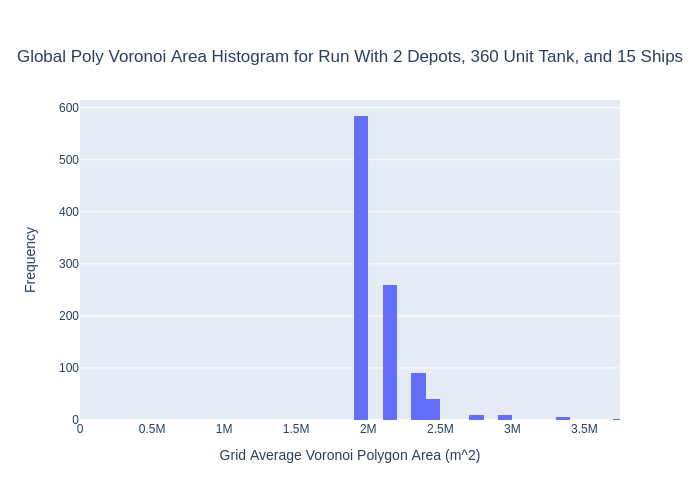 Global Poly Voronoi Area Histogram for Run With 2 Depots, 360 Unit Tank, and 15 Ships
600
500
400
300
200
100
0
Frequency
0 0.5M 1M 1.5M 2M 2.5M 3M 3.5M
Grid Average Voronoi Polygon Area (m^2)